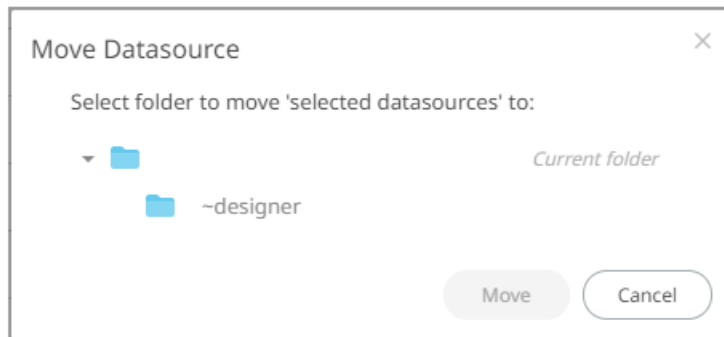 Move Datasource
Select folder to move 'selected datasources' to:
Current folder
~designer
Move
Cancel